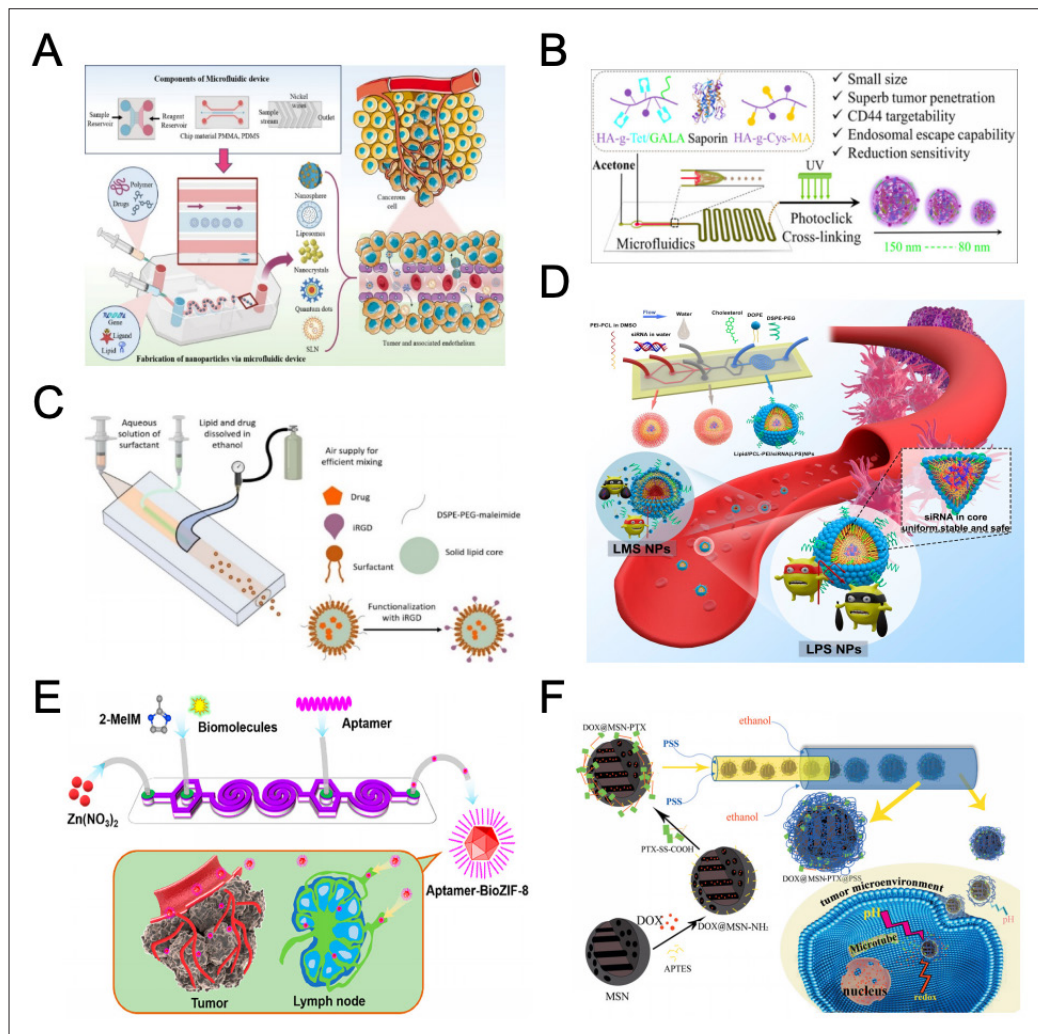 A
Components of Microfluidic device
Sample
Reservoir
Reagent
Reservoir
Chip material PMMA, PDMS
Nickel
wires
Sample
stream
Outlet
Polymer
Drugs
Gene
Ligand
Lipid
Nanosphere
Liposomes
Nanocrystals
Quantum dots
SLN
Cancerous
cell
Tumor and associated endothelium
Fabrication of nanoparticles via microfluidic device
B
HA-g-Tet/GALA Saporin HA-g-Cys-MA
✓ Small size
✓ Superb tumor penetration
✓ CD44 targetability
✓ Endosomal escape capability
✓ Reduction sensitivity
Acetone
Microfluidics
UV
Photoclick
Cross-linking
150 nm ------ 80 nm
C
Aqueous
solution of
surfactant
Lipid and drug
dissolved in
ethanol
Air supply for
efficient mixing
Drug
iRGD
Surfactant
DSPE-PEG-maleimide
Solid lipid core
Functionalization
with iRGD
D
Flow
PEI-PCL in DMSO
siRNA in water
Water
Cholesterol
DOPE
DSPE-PEG
Lipid/PCL-PEI/siRNA(LPS)NPs
LMS NPs
siRNA in core
uniform,stable and safe
LPS NPs
E
2-MeIM
Biomolecules
Aptamer
Zn(NO₃)₂
Aptamer-BioZIF-8
Tumor
Lymph node
F
DOX@MSN-PTX
PSS
PSS
ethanol
ethanol
PTX-SS-COOH
DOX@MSN-PTX@PSS
DOX
DOX@MSN-NH₂
APTES
MSN
tumor microenvironment
pH
pH
Microtube
nucleus
redox